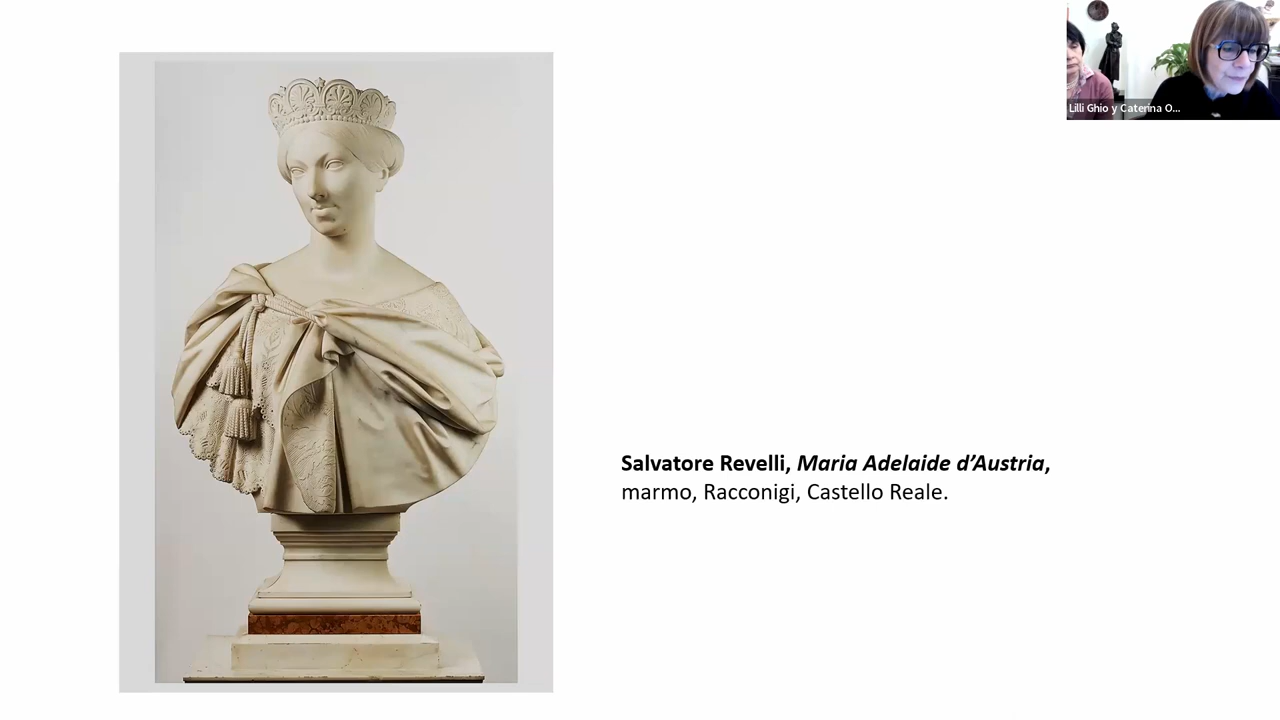 Lilli Ghio y Caterina O...
Salvatore Revelli, Maria Adelaide d’Austria,
marmo, Racconigi, Castello Reale.